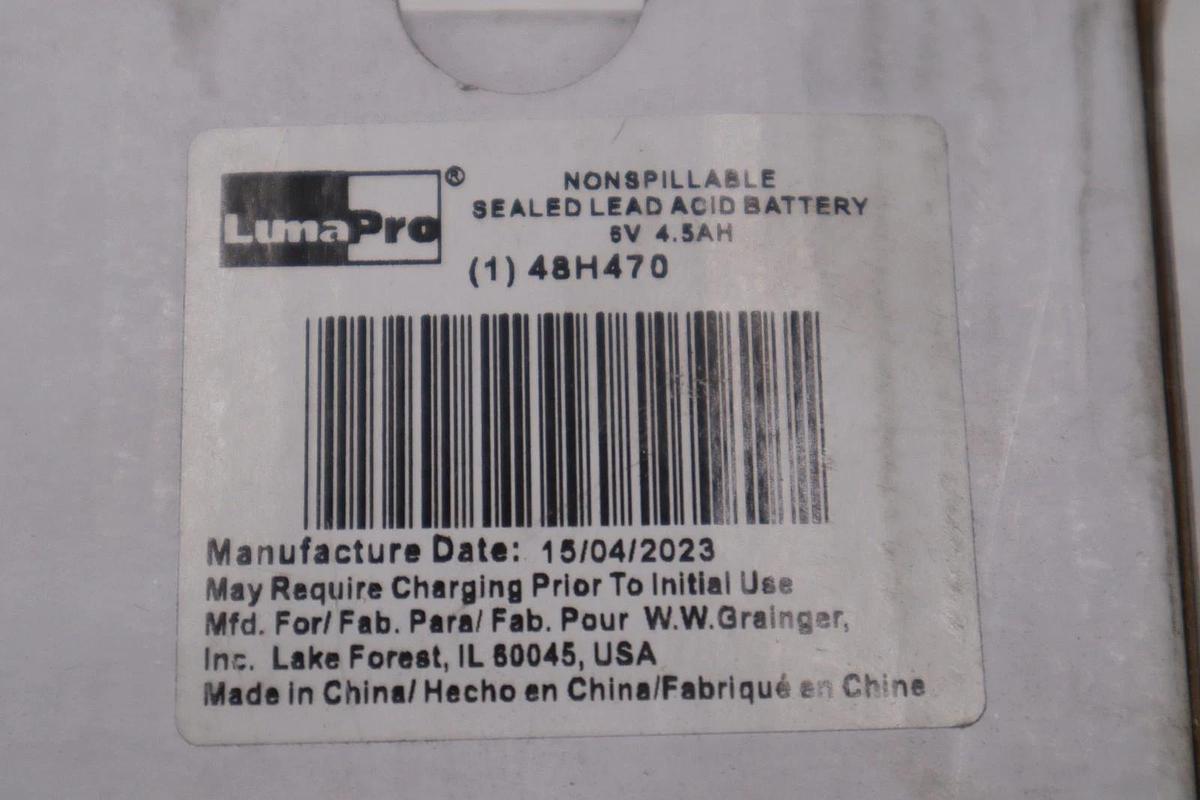 LumaPro®
NONSPILLABLE
SEALED LEAD ACID BATTERY
6V 4.5AH
(1) 48H470
Manufacture Date: 15/04/2023
May Require Charging Prior To Initial Use
Mfd. For/ Fab. Para/ Fab. Pour W.W.Grainger,
Inc. Lake Forest, IL 60045, USA
Made in China/ Hecho en China/Fabriqué en Chine